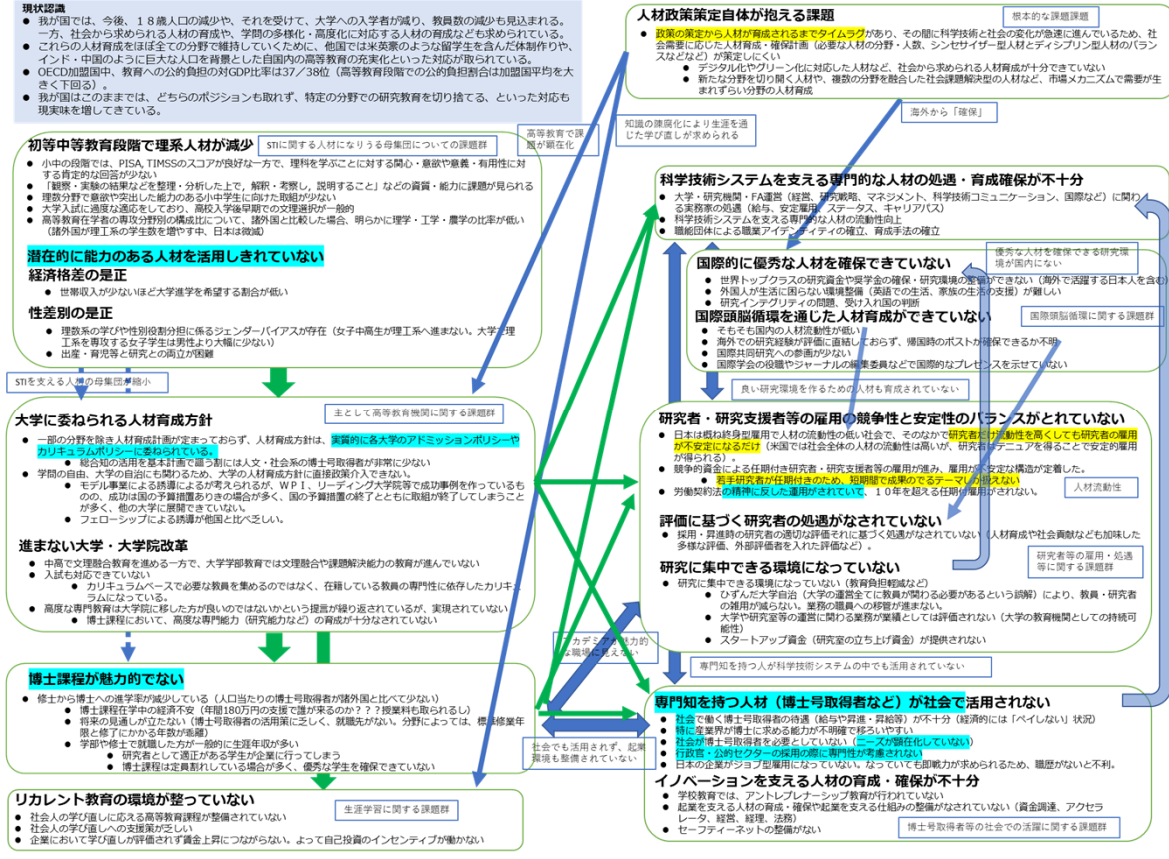 現状認識
● 我が国では、今後、１８歳人口の減少や、それを受けて、大学への入学者が減り、教員数の減少も見込まれる。
一方、社会から求められる人材の育成や、学問の多様化・高度化に対応する人材の育成なども求められている。
● これらの人材育成をほぼ全ての分野で維持していくために、他国では米英豪のような留学生を含んだ体制作りや、
インド・中国のように巨大な人口を背景とした自国内の高等教育の充実化といった対応が取られている。
● OECD加盟国中、教育への公的負担の対GDP比率は37／38位（高等教育段階での公的負担割合は加盟国平均を大
きく下回る）。
● 我が国はこのままでは、どちらのポジションも取れず、特定の分野での研究教育を切り捨てる、といった対応も
現実味を増してきている。
人材政策策定自体が抱える課題
根本的な課題課題
● 政策の策定から人材が育成されるまでタイムラグがあり、その間に科学技術と社会の変化が急速に進んでいるため、社
会需要に応じた人材育成・確保計画（必要な人材の分野・人数、シンセサイザー型人材とディシプリン型人材のバラン
スなどなど）が策定しにくい
● デジタル化やグリーン化に対応した人材など、社会から求められる人材育成が十分できていない
● 新たな分野を切り開く人材や、複数の分野を融合した社会課題解決型の人材など、市場メカニズムで需要が生
まれずらい分野の人材育成
海外から「確保」
知識の陳腐化により生涯を通
じた学び直しが求められる
高等教育で課
題が顕在化
初等中等教育段階で理系人材が減少
STIに関する人材になりうる母集団についての課題群
● 小中の段階では、PISA, TIMSSのスコアが良好な一方で、理科を学ぶことに対する関心・意欲や意義・有用性に対
する肯定的な回答が少ない
● 「観察・実験の結果などを整理・分析した上で，解釈・考察し，説明すること」などの資質・能力に課題が見られる
● 理数分野で意欲や突出した能力のある小中学生に向けた取組が少ない
● 大学入試に過度な適応をしており、高校入学後早期での文理選択が一般的
● 高等教育在学者の専攻分野別の構成比について、諸外国と比較した場合、明らかに理学・工学・農学の比率が低い
（諸外国が理工系の学生数を増やす中、日本は微減）
潜在的に能力のある人材を活用しきれていない
経済格差の是正
● 世帯収入が少ないほど大学進学を希望する割合が低い
性差別の是正
● 理数系の学びや性別役割分担に係るジェンダーバイアスが存在（女子中高生が理工系へ進まない。大学で理
工系を専攻する女子学生は男性より大幅に少ない）
● 出産・育児等と研究との両立が困難
STIを支える人材の母集団が縮小
科学技術システムを支える専門的な人材の処遇・育成確保が不十分
● 大学・研究機関・FA運営（経営、研究戦略、マネジメント、科学技術コミュニケーション、国際など）に関わ
る実務家の処遇（給与、安定雇用、ステータス、キャリアパス）
● 科学技術システムを支える専門的な人材の流動性向上
● 職能団体による職業アイデンティティの確立、育成手法の確立
優秀な人材を確保できる研究環
境が国内にない
国際的に優秀な人材を確保できていない
● 世界トップクラスの研究資金や奨学金の確保・研究環境の整備ができない（海外で活躍する日本人を含む）
● 外国人が生活に困らない環境整備（英語での生活、家族の生活の支援）が難しい
● 研究インテグリティの問題、受け入れ国の判断
国際頭脳循環を通じた人材育成ができていない
国際頭脳循環に関する課題群
● そもそも国内の人材流動性が低い
● 海外での研究経験が評価に直結しておらず、帰国時のポストが確保できるか不明
● 国際共同研究への参画が少ない
● 国際学会の役職やジャーナルの編集委員などで国際的なプレゼンスを示せていない
良い研究環境を作るための人材も育成されていない
大学に委ねられる人材育成方針
主として高等教育機関に関する課題群
● 一部の分野を除き人材育成計画が定まっておらず、人材育成方針は、実質的に各大学のアドミッションポリシーや
カリキュラムポリシーに委ねられている。
● 総合知の活用を基本計画で謳う割には人文・社会系の博士号取得者が非常に少ない
● 学問の自由、大学の自治にも関わるため、大学の人材育成方針に直接政策介入できない。
● モデル事業による誘導によるが考えられるが、ＷＰＩ、リーディング大学院等で成功事例を作っているも
のの、成功は国の予算措置ありきの場合が多く、国の予算措置の終了とともに取組が終了してしまうこと
が多く、他の大学に展開できていない。
● フェローシップによる誘導が他国と比べ乏しい。
進まない大学・大学院改革
● 中高で文理融合教育を進める一方で、大学学部教育では文理融合や課題解決能力の教育が進んでいない
● 入試も対応できていない
● カリキュラムベースで必要な教員を集めるのではなく、在籍している教員の専門性に依存したカリキュ
ラムになっている。
● 高度な専門教育は大学院に移した方が良いのではないかという提言が繰り返されているが、実現されていない
● 博士課程において、高度な専門能力（研究能力など）の育成が十分なされていない
研究者・研究支援者等の雇用の競争性と安定性のバランスがとれていない
● 日本は概ね終身型雇用で人材の流動性の低い社会で、そのなかで研究者だけ流動性を高くしても研究者の雇用
が不安定になるだけ（米国では社会全体の人材の流動性は高いが、研究者はテニュアを得ることで安定的雇用
が得られる）。
● 競争的資金による任期付き研究者・研究支援者等の雇用が進み、雇用が不安定な構造が定着した。
● 若手研究者が任期付きのため、短期間で成果のでるテーマしか扱えない
● 労働契約法の精神に反した運用がされていて、１０年を超える任期付雇用がされない。
人材流動性
評価に基づく研究者の処遇がなされていない
● 採用・昇進時の研究者の適切な評価それに基づく処遇がなされていない（人材育成や社会貢献なども加味した
多様な評価、外部評価者を入れた評価など）。
研究者等の雇用・処遇
等に関する課題群
研究に集中できる環境になっていない
● 研究に集中できる環境になっていない（教育負担軽減など）
● ひずんだ大学自治（大学の運営全てに教員が関わる必要があるという誤解）により、教員・研究者
の雑用が減らない。業務の職員への移管が進まない。
● 大学や研究室等の運営に関わる業務が業績としては評価されない（大学の教育機関としての持続可
能性）
● スタートアップ資金（研究室の立ち上げ資金）が提供されない
アカデミアが魅力的
な職場に見えない
専門知を持つ人が科学技術システムの中でも活用されていない
博士課程が魅力的でない
● 修士から博士への進学率が減少している（人口当たりの博士号取得者が諸外国と比べて少ない）
● 博士課程在学中の経済不安（年間180万円の支援で誰が来るのか？？？授業料も取られるし）
● 将来の見通しが立たない（博士号取得者の活用策に乏しく、就職先がない。分野によっては、標準修業年
限と修了にかかる年数が乖離）
● 学部や修士で就職した方が一般的に生涯年収が多い
● 研究者として適正がある学生が企業に行ってしまう
● 博士課程は定員割れしている場合が多く、優秀な学生を確保できていない
社会でも活用されず、起業
環境も整備されていない
専門知を持つ人材（博士号取得者など）が社会で活用されない
● 社会で働く博士号取得者の待遇（給与や昇進・昇給等）が不十分（経済的には「ペイしない」状況）
● 特に産業界が博士に求める能力が不明確で移ろいやすい
● 社会が博士号取得者を必要としていない（ニーズが顕在化していない）
● 行政官・公的セクターの採用の際に専門性が考慮されない
● 日本の企業がジョブ型雇用になっていない。なっていても即戦力が求められるため、職歴がないと不利。
イノベーションを支える人材の育成・確保が不十分
● 学校教育では、アントレプレナーシップ教育が行われていない
● 起業を支える人材の育成・確保や起業を支える仕組みの整備がなされていない（資金調達、アクセラ
レータ、経営、経理、法務）
● セーフティーネットの整備がない
博士号取得者等の社会での活躍に関する課題群
リカレント教育の環境が整っていない
生涯学習に関する課題群
● 社会人の学び直しに応える高等教育課程が整備されていない
● 社会人の学び直しへの支援策が乏しい
● 企業において学び直しが評価されず賃金上昇につながらない。よって自己投資のインセンティブが働かない